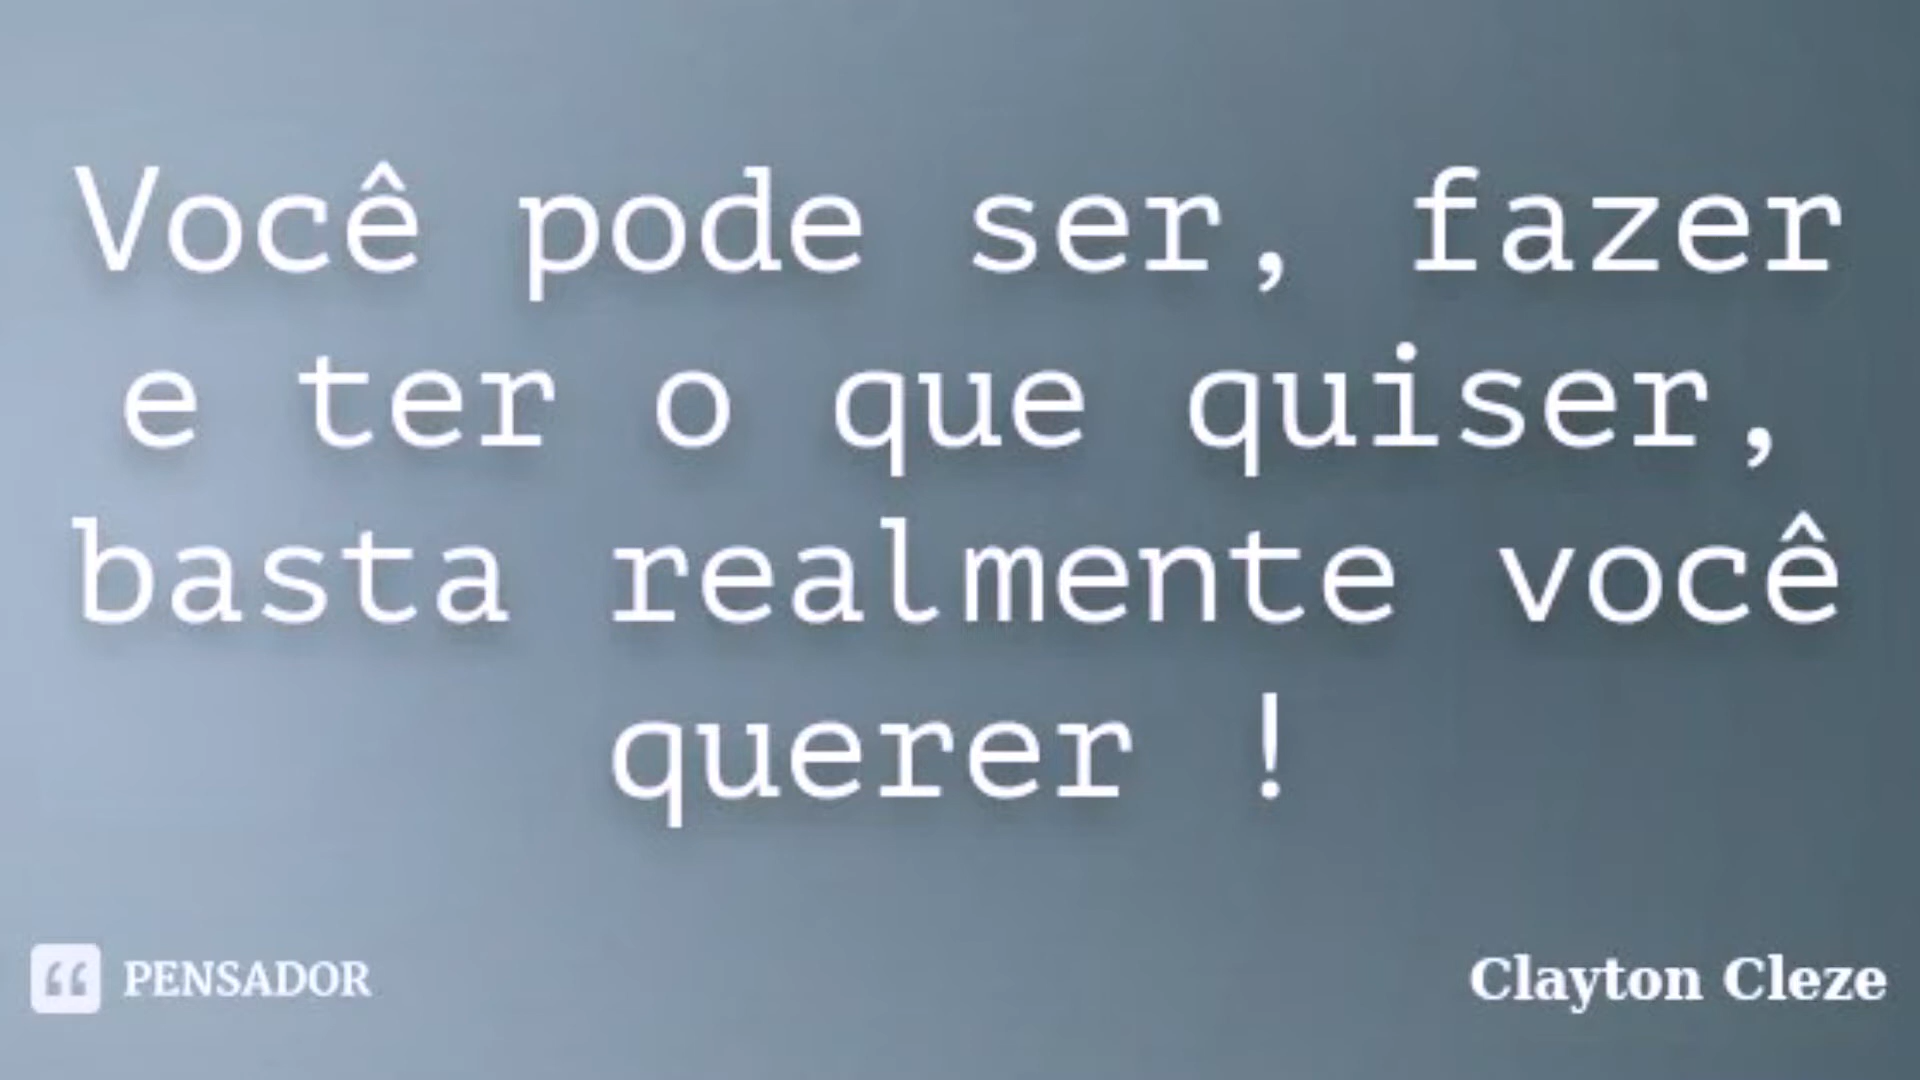 Você pode ser, fazer
e ter o que quiser,
basta realmente você
querer !
PENSADOR
Clayton Cleze